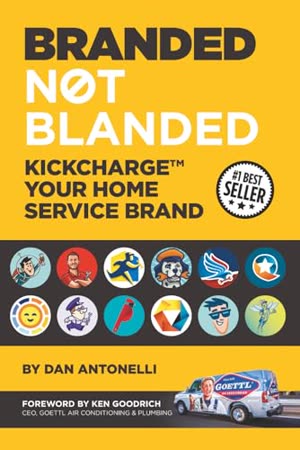 BRANDED
NØT
BLANDED
KICKCHARGE™
YOUR HOME
SERVICE BRAND
#1 BEST
SELLER
BY DAN ANTONELLI
FOREWORD BY KEN GOODRICH
CEO, GOETTL AIR CONDITIONING & PLUMBING
GOETTL